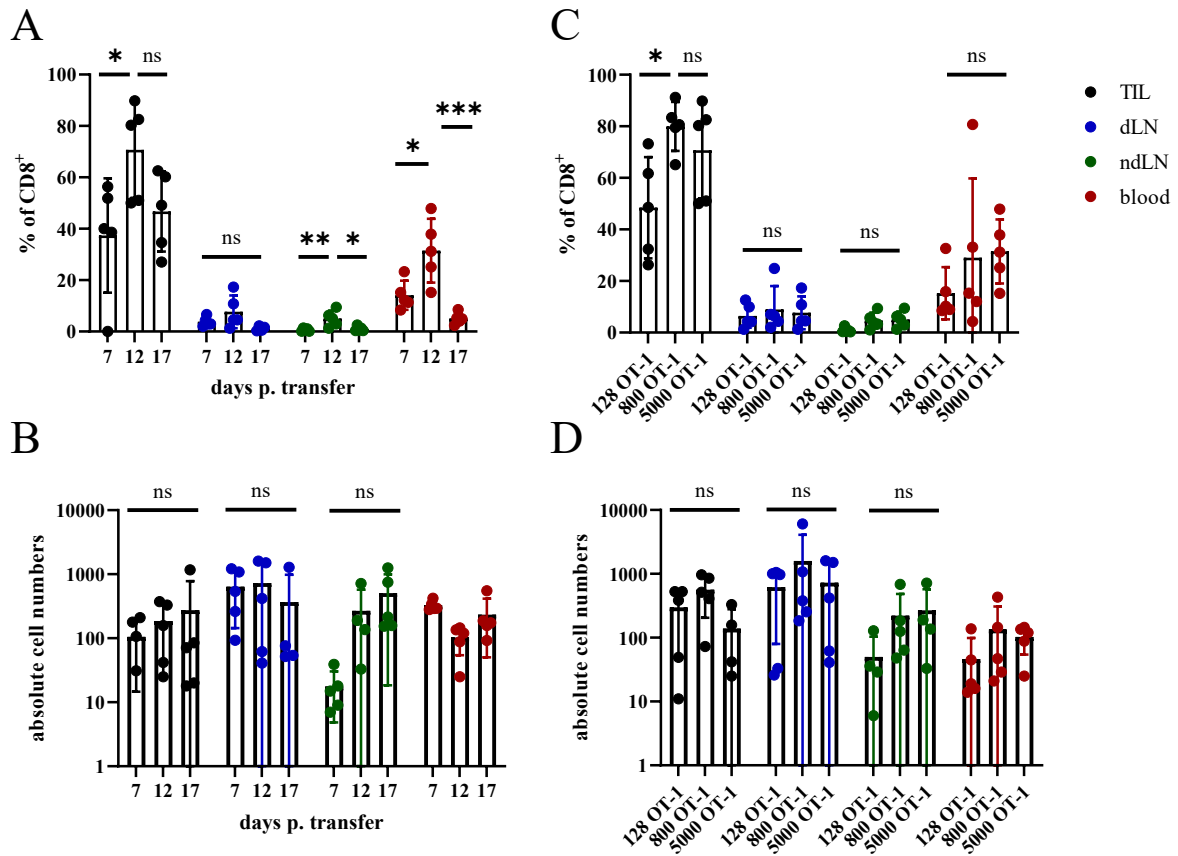 A
* ns
***
*
ns
** *
100
80
60
40
20
0
% of CD8⁺
7 12 17 7 12 17 7 12 17 7 12 17
days p. transfer
C
* ns
ns
ns ns
100
80
60
40
20
0
% of CD8⁺
128 OT-1 800 OT-1 5000 OT-1 128 OT-1 800 OT-1 5000 OT-1 128 OT-1 800 OT-1 5000 OT-1 128 OT-1 800 OT-1 5000 OT-1
TIL
dLN
ndLN
blood
B
ns ns ns
10000
1000
100
10
1
absolute cell numbers
7 12 17 7 12 17 7 12 17 7 12 17
days p. transfer
D
ns ns ns
10000
1000
100
10
1
absolute cell numbers
128 OT-1 800 OT-1 5000 OT-1 128 OT-1 800 OT-1 5000 OT-1 128 OT-1 800 OT-1 5000 OT-1 128 OT-1 800 OT-1 5000 OT-1